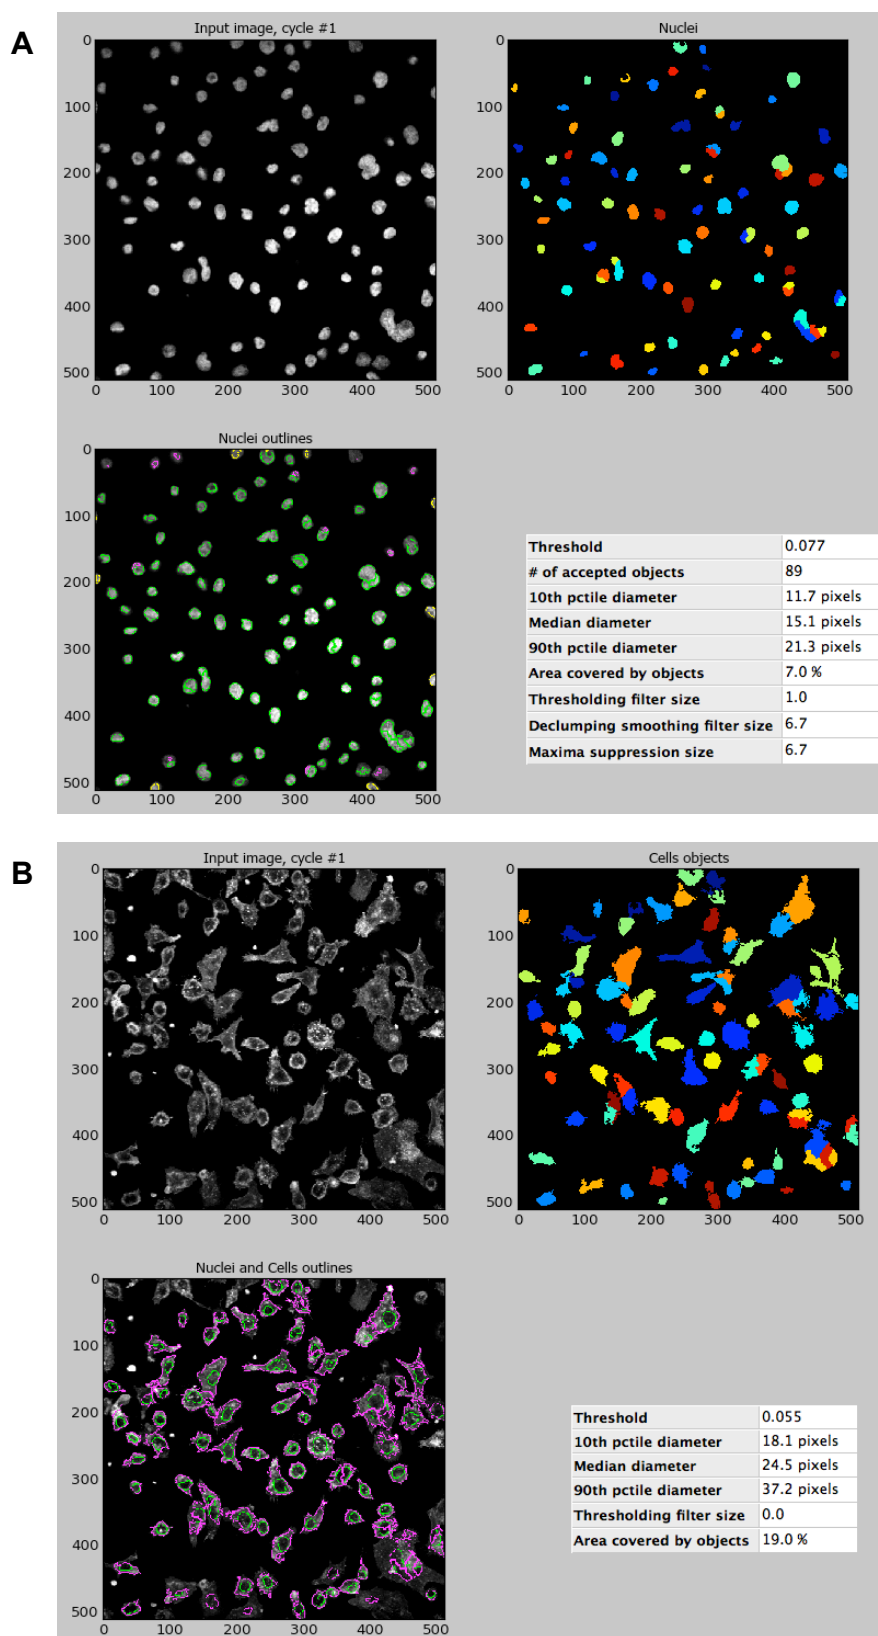 A
Input image, cycle #1
Nuclei
0
100
200
300
400
500
0 100 200 300 400 500
0
100
200
300
400
500
0 100 200 300 400 500
Nuclei outlines
0
100
200
300
400
500
0 100 200 300 400 500
Threshold 0.077
# of accepted objects 89
10th pctile diameter 11.7 pixels
Median diameter 15.1 pixels
90th pctile diameter 21.3 pixels
Area covered by objects 7.0 %
Thresholding filter size 1.0
Declumping smoothing filter size 6.7
Maxima suppression size 6.7
B
Input image, cycle #1
Cells objects
0
100
200
300
400
500
0 100 200 300 400 500
0
100
200
300
400
500
0 100 200 300 400 500
Nuclei and Cells outlines
0
100
200
300
400
500
0 100 200 300 400 500
Threshold 0.055
10th pctile diameter 18.1 pixels
Median diameter 24.5 pixels
90th pctile diameter 37.2 pixels
Thresholding filter size 0.0
Area covered by objects 19.0 %